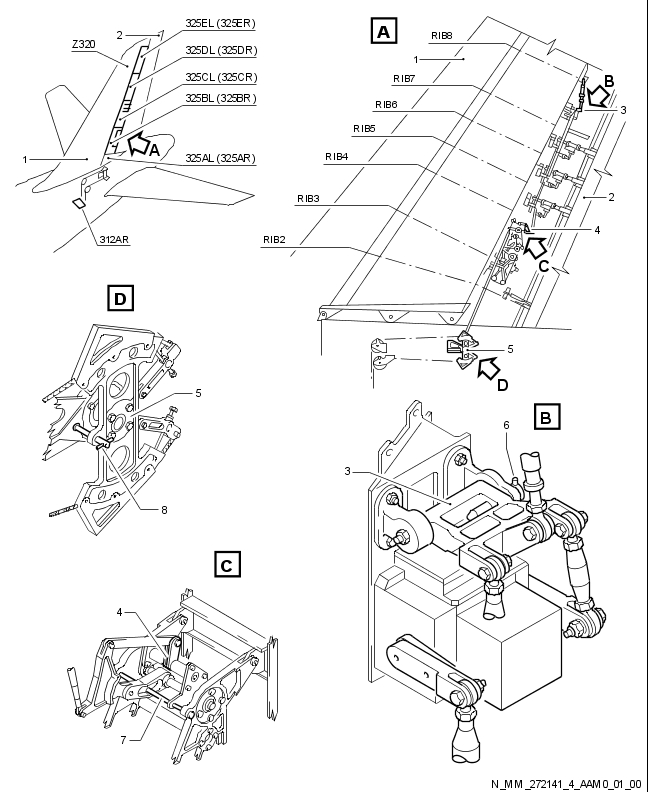 325EL (325ER)
2
Z320
325DL (325DR)
325CL (325CR)
325BL (325BR)
A
1
325AL (325AR)
312AR
A
RIB8
1
B
RIB7
3
RIB6
RIB5
RIB4
2
RIB3
4
RIB2
C
5
D
D
5
8
B
6
3
C
4
7
N_MM_272141_4_AAM0_01_00